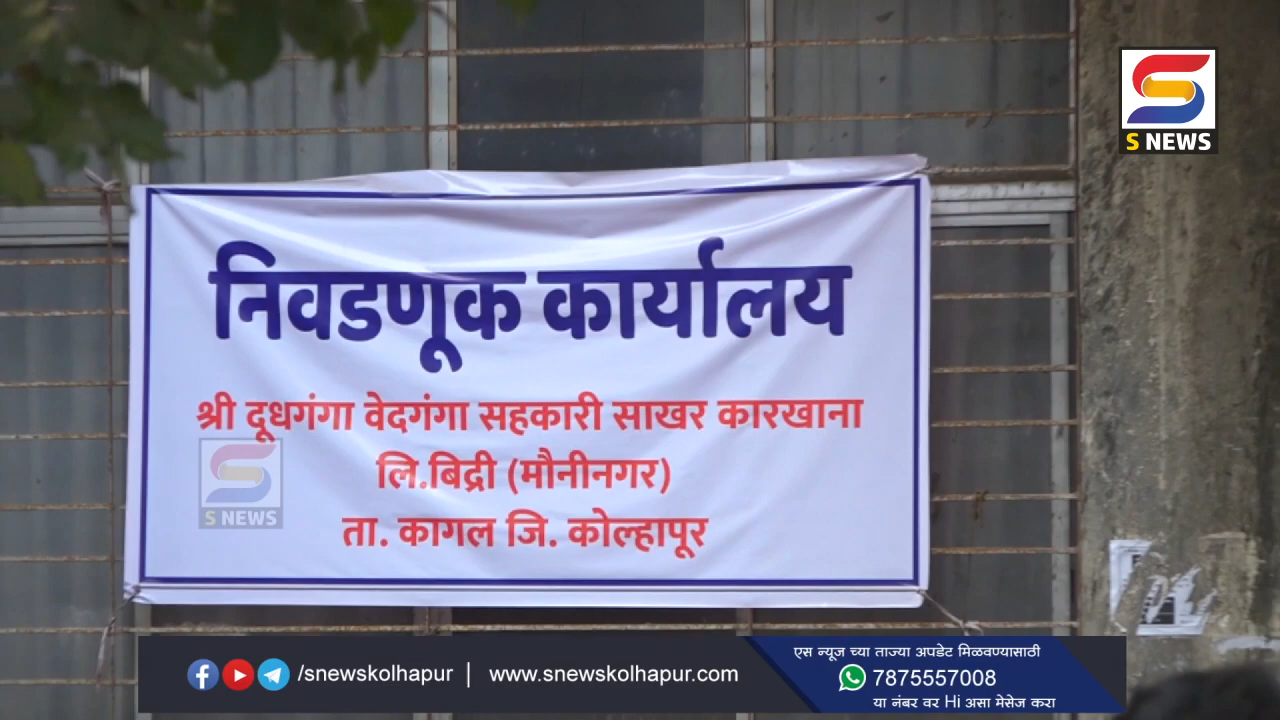 S NEWS
निवडणूक कार्यालय
श्री दूधगंगा वेदगंगा सहकारी साखर कारखाना
लि.बिद्री (मौनीनगर)
ता. कागल जि. कोल्हापूर
S NEWS
/snewskolhapur | www.snewskolhapur.com
एस न्यूज च्या ताज्या अपडेट मिळवण्यासाठी
7875557008
या नंबर वर Hi असा मेसेज करा